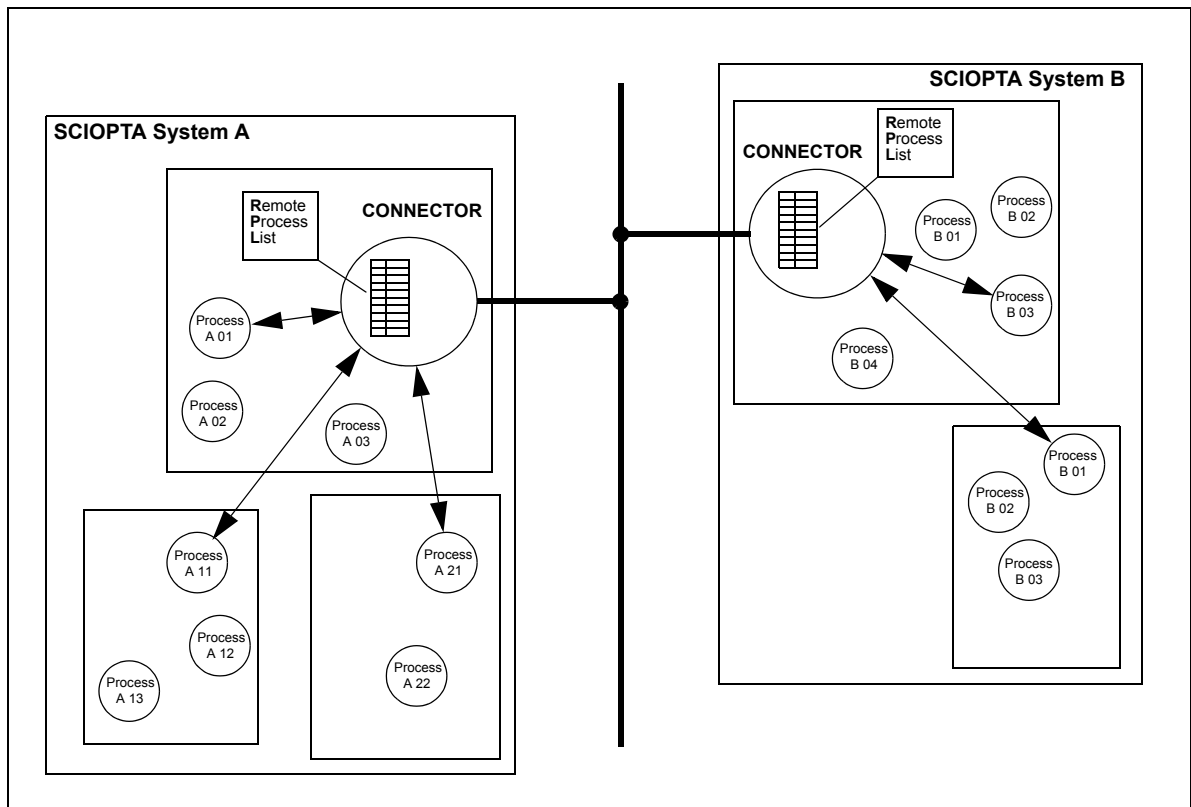 SCIOPTA System A
Remote
Process
List
CONNECTOR
Process
A 01
Process
A 02
Process
A 03
Process
A 11
Process
A 12
Process
A 13
Process
A 21
Process
A 22
SCIOPTA System B
Remote
Process
List
CONNECTOR
Process
B 01
Process
B 02
Process
B 03
Process
B 04
Process
B 01
Process
B 02
Process
B 03